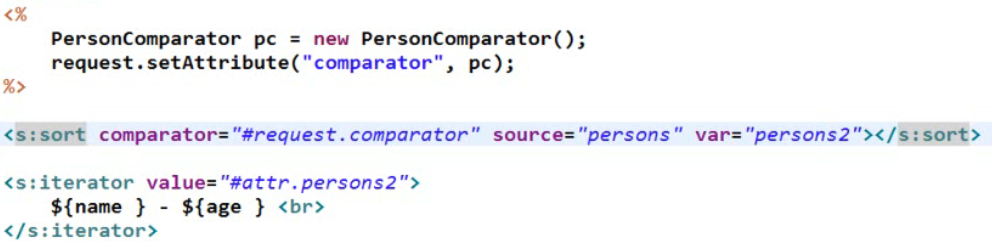 <%
    PersonComparator pc = new PersonComparator();
    request.setAttribute("comparator", pc);
%>
<s:sort comparator="#request.comparator" source="persons" var="persons2"></s:sort>
<s:iterator value="#attr.persons2">
    ${name } - ${age } <br>
</s:iterator>